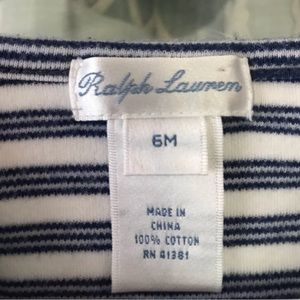 Ralph Lauren
6M
MADE IN
CHINA
100% COTTON
RN 41381